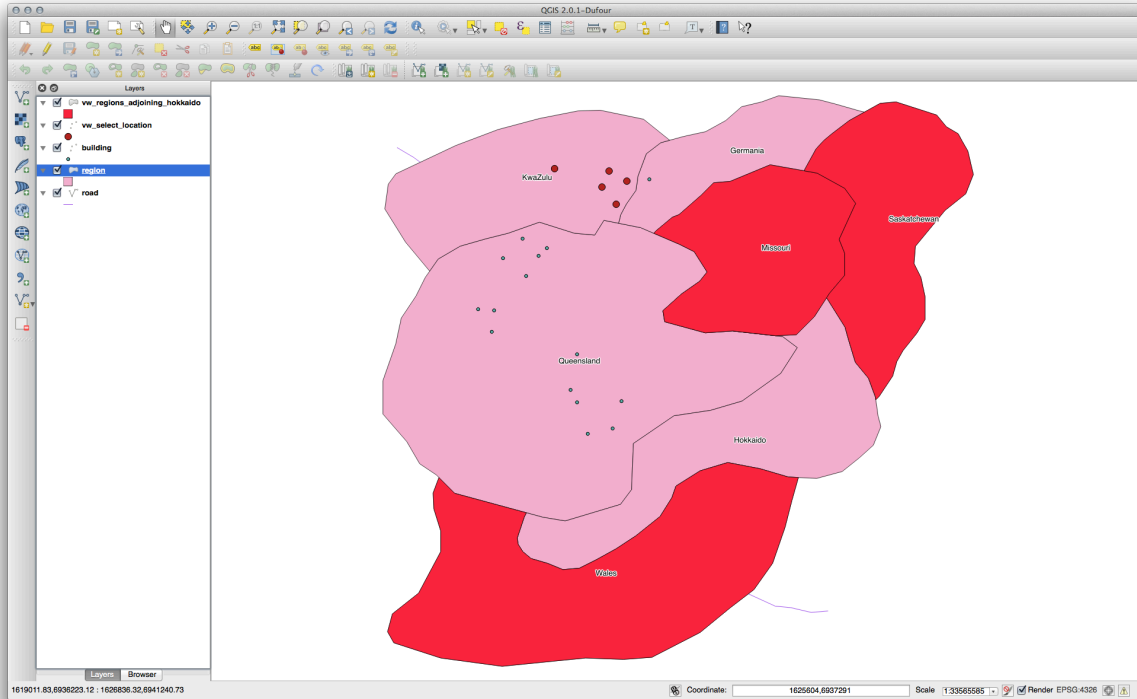 QGIS 2.0.1-Dufour
Layers
vw_regions_adjoining_hokkaido
vw_select_location
building
region
road
Germania
KwaZulu
Saskatchewan
Missouri
Queensland
Hokkaido
Wales
Layers Browser
1619011.83,6936223.12 : 1626836.32,6941240.73
Coordinate: 1625604,6937291 Scale 1:33565585 Render EPSG:4326